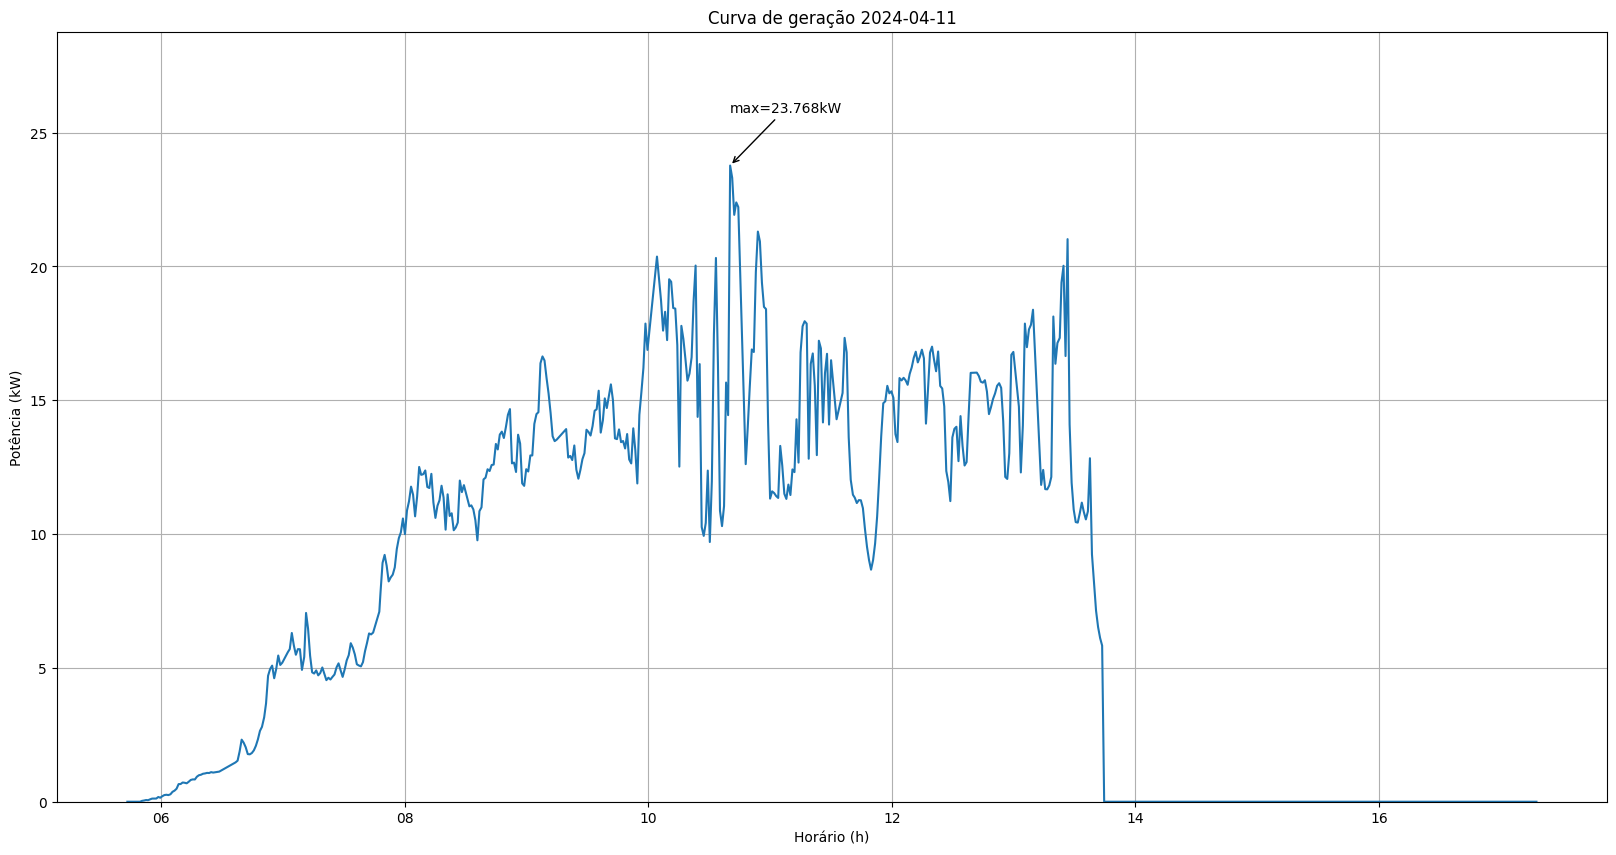 Curva de geração 2024-04-11
max=23.768kW
Potência (kW)
25
20
15
10
5
0
06 08 10 12 14 16
Horário (h)